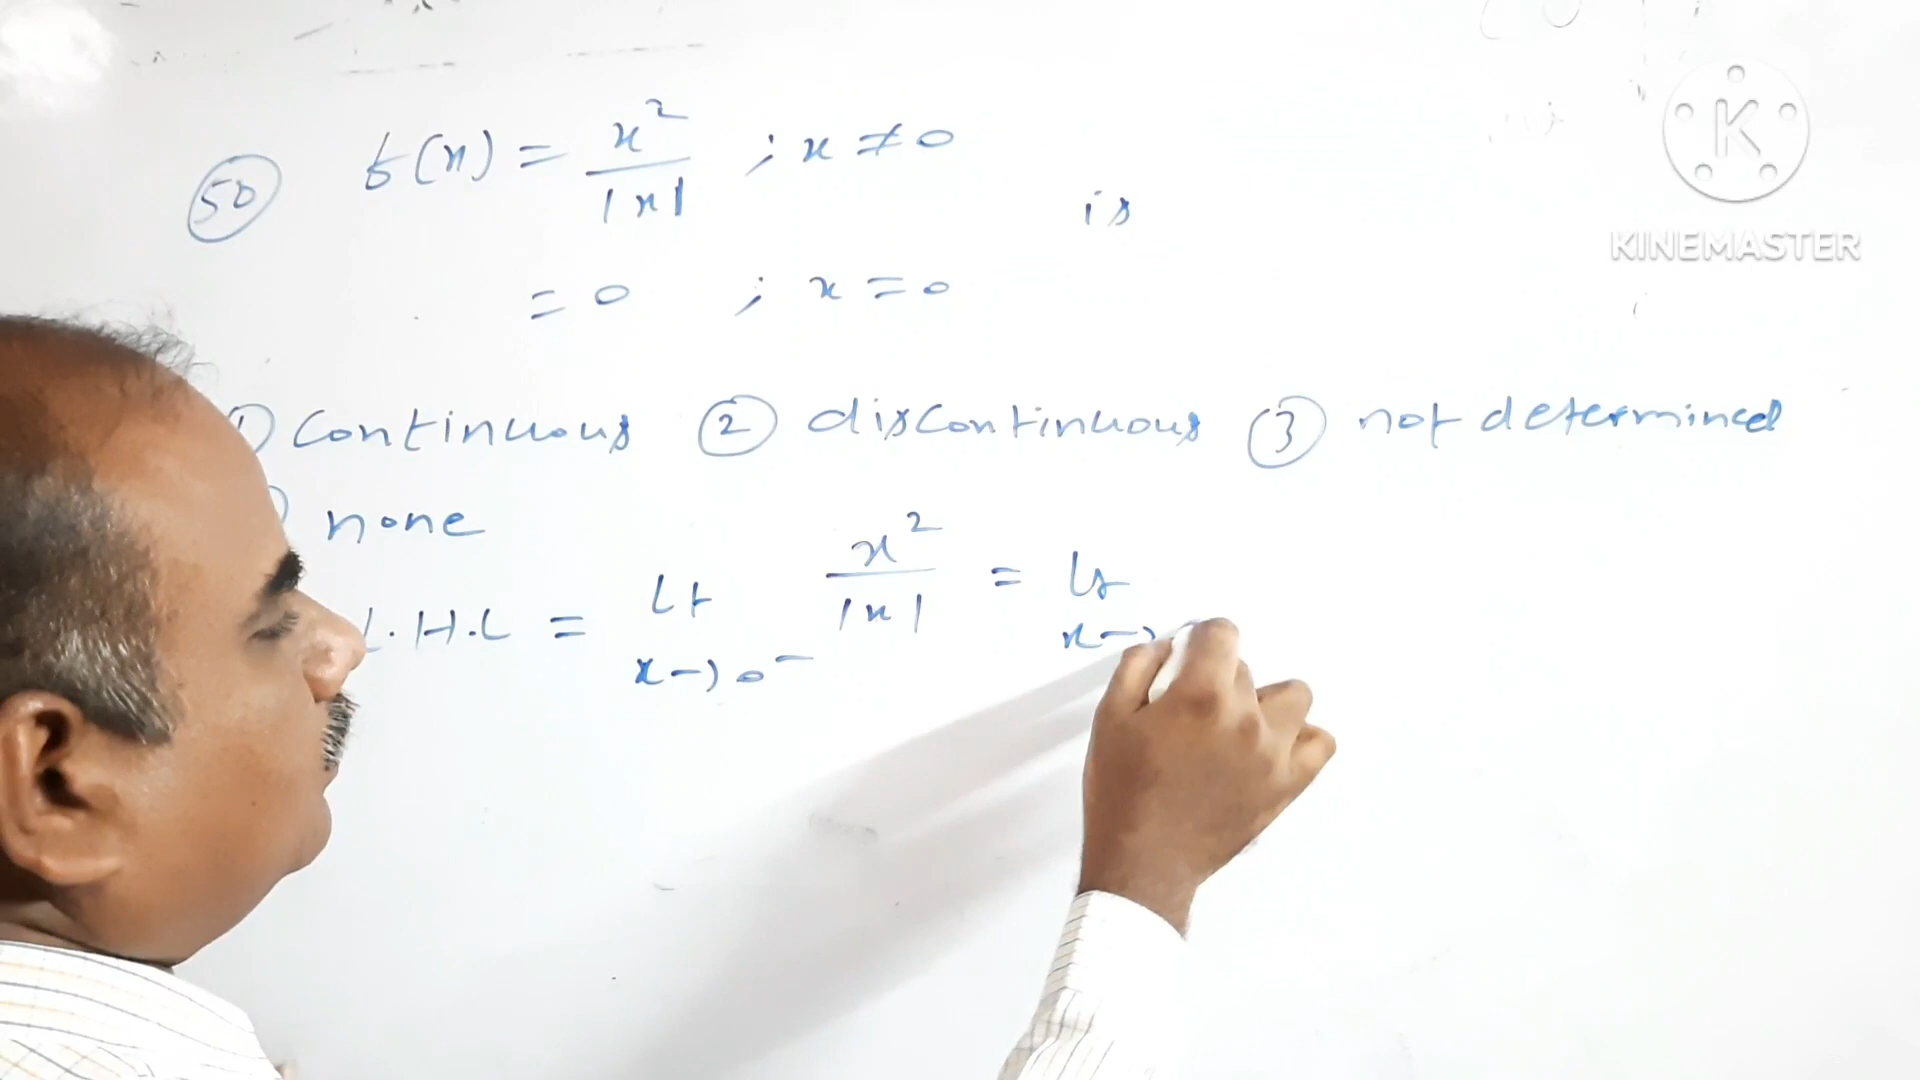 50 f(x) = x² / |x| ; x ≠ 0
is
= 0 ; x = 0
① continuous ② discontinuous ③ not determined
none
L.H.L = Lt x→0⁻ x² / |x| = Lt x→
KINEMASTER